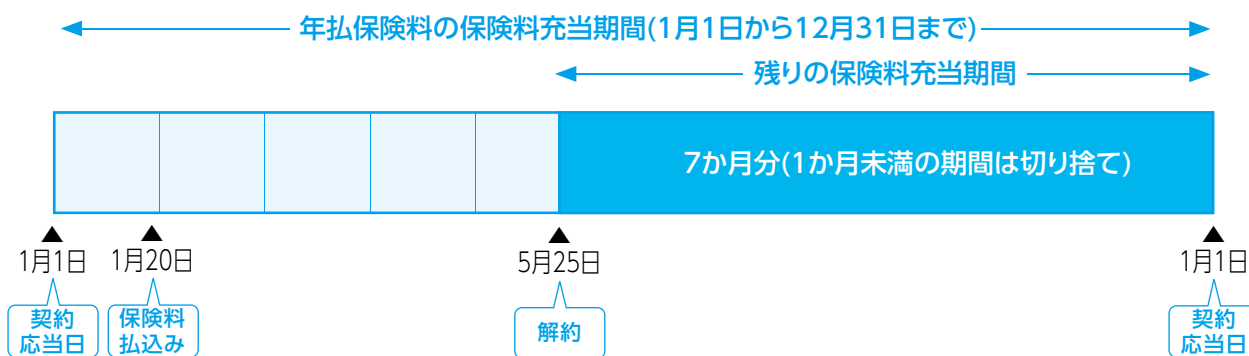 年払保険料の保険料充当期間(1月1日から12月31日まで)
残りの保険料充当期間
7か月分(1か月未満の期間は切り捨て)
1月1日
1月20日
5月25日
1月1日
契約
応当日
保険料
払込み
解約
契約
応当日